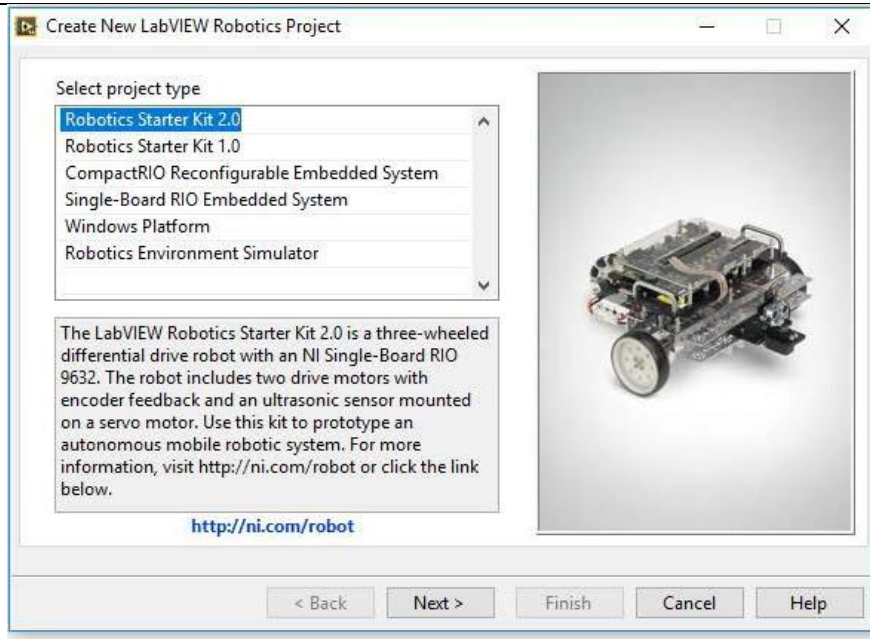 Create New LabVIEW Robotics Project
Select project type
Robotics Starter Kit 2.0
Robotics Starter Kit 1.0
CompactRIO Reconfigurable Embedded System
Single-Board RIO Embedded System
Windows Platform
Robotics Environment Simulator
The LabVIEW Robotics Starter Kit 2.0 is a three-wheeled
differential drive robot with an NI Single-Board RIO
9632. The robot includes two drive motors with
encoder feedback and an ultrasonic sensor mounted
on a servo motor. Use this kit to prototype an
autonomous mobile robotic system. For more
information, visit http://ni.com/robot or click the link
below.
http://ni.com/robot
< Back
Next >
Finish
Cancel
Help